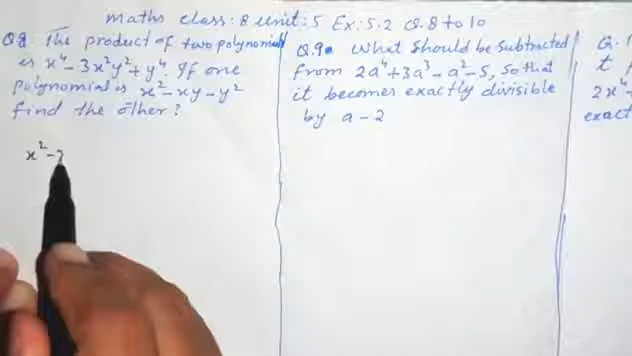 maths class: 8 unit: 5 Ex: 5.2 Q. 8 to 10
Q8 The product of two polynomial
is x⁴-3x²y²+y⁴. If one
polynomial is x²-xy-y²
find the other?
x²-
Q.9. What should be subtracted
from 2a⁴+3a³-a²-5, so that
it becomes exactly divisible
by a-2
Q.
t
2x⁴-
exact